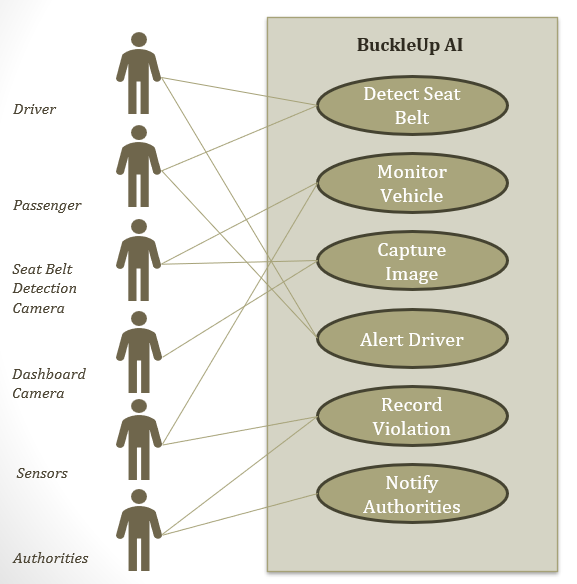 BuckleUp AI
Driver
Passenger
Seat Belt
Detection
Camera
Dashboard
Camera
Sensors
Authorities
Detect Seat
Belt
Monitor
Vehicle
Capture
Image
Alert Driver
Record
Violation
Notify
Authorities